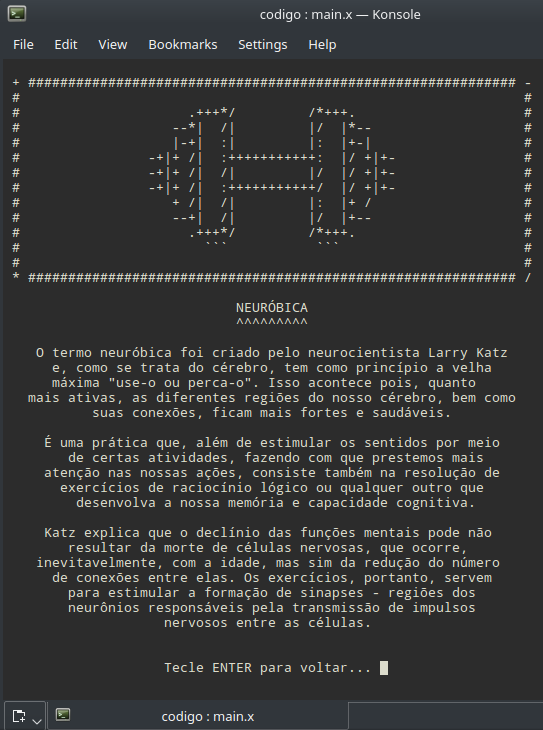 codigo : main.x — Konsole
File Edit View Bookmarks Settings Help
+ ############################################################# -
# #
# .+++*/ /*+++. #
# --*| /| |/ |*-- #
# |-+| :| |: |+-| #
# -+|+ /| :+++++++++++: |/ +|+- #
# -+|+ /| /| |/ |/ +|+- #
# -+|+ /| :+++++++++++/ |/ +|+- #
# + /| /| |: |+ / #
# --+| /| |/ |+-- #
# .+++*/ /*+++. #
# ``` ``` #
# #
* ############################################################# /
NEURÓBICA
^^^^^^^^^
O termo neuróbica foi criado pelo neurocientista Larry Katz
e, como se trata do cérebro, tem como princípio a velha
máxima "use-o ou perca-o". Isso acontece pois, quanto
mais ativas, as diferentes regiões do nosso cérebro, bem como
suas conexões, ficam mais fortes e saudáveis.
É uma prática que, além de estimular os sentidos por meio
de certas atividades, fazendo com que prestemos mais
atenção nas nossas ações, consiste também na resolução de
exercícios de raciocínio lógico ou qualquer outro que
desenvolva a nossa memória e capacidade cognitiva.
Katz explica que o declínio das funções mentais pode não
resultar da morte de células nervosas, que ocorre,
inevitavelmente, com a idade, mas sim da redução do número
de conexões entre elas. Os exercícios, portanto, servem
para estimular a formação de sinapses - regiões dos
neurônios responsáveis pela transmissão de impulsos
nervosos entre as células.
Tecle ENTER para voltar...
codigo : main.x